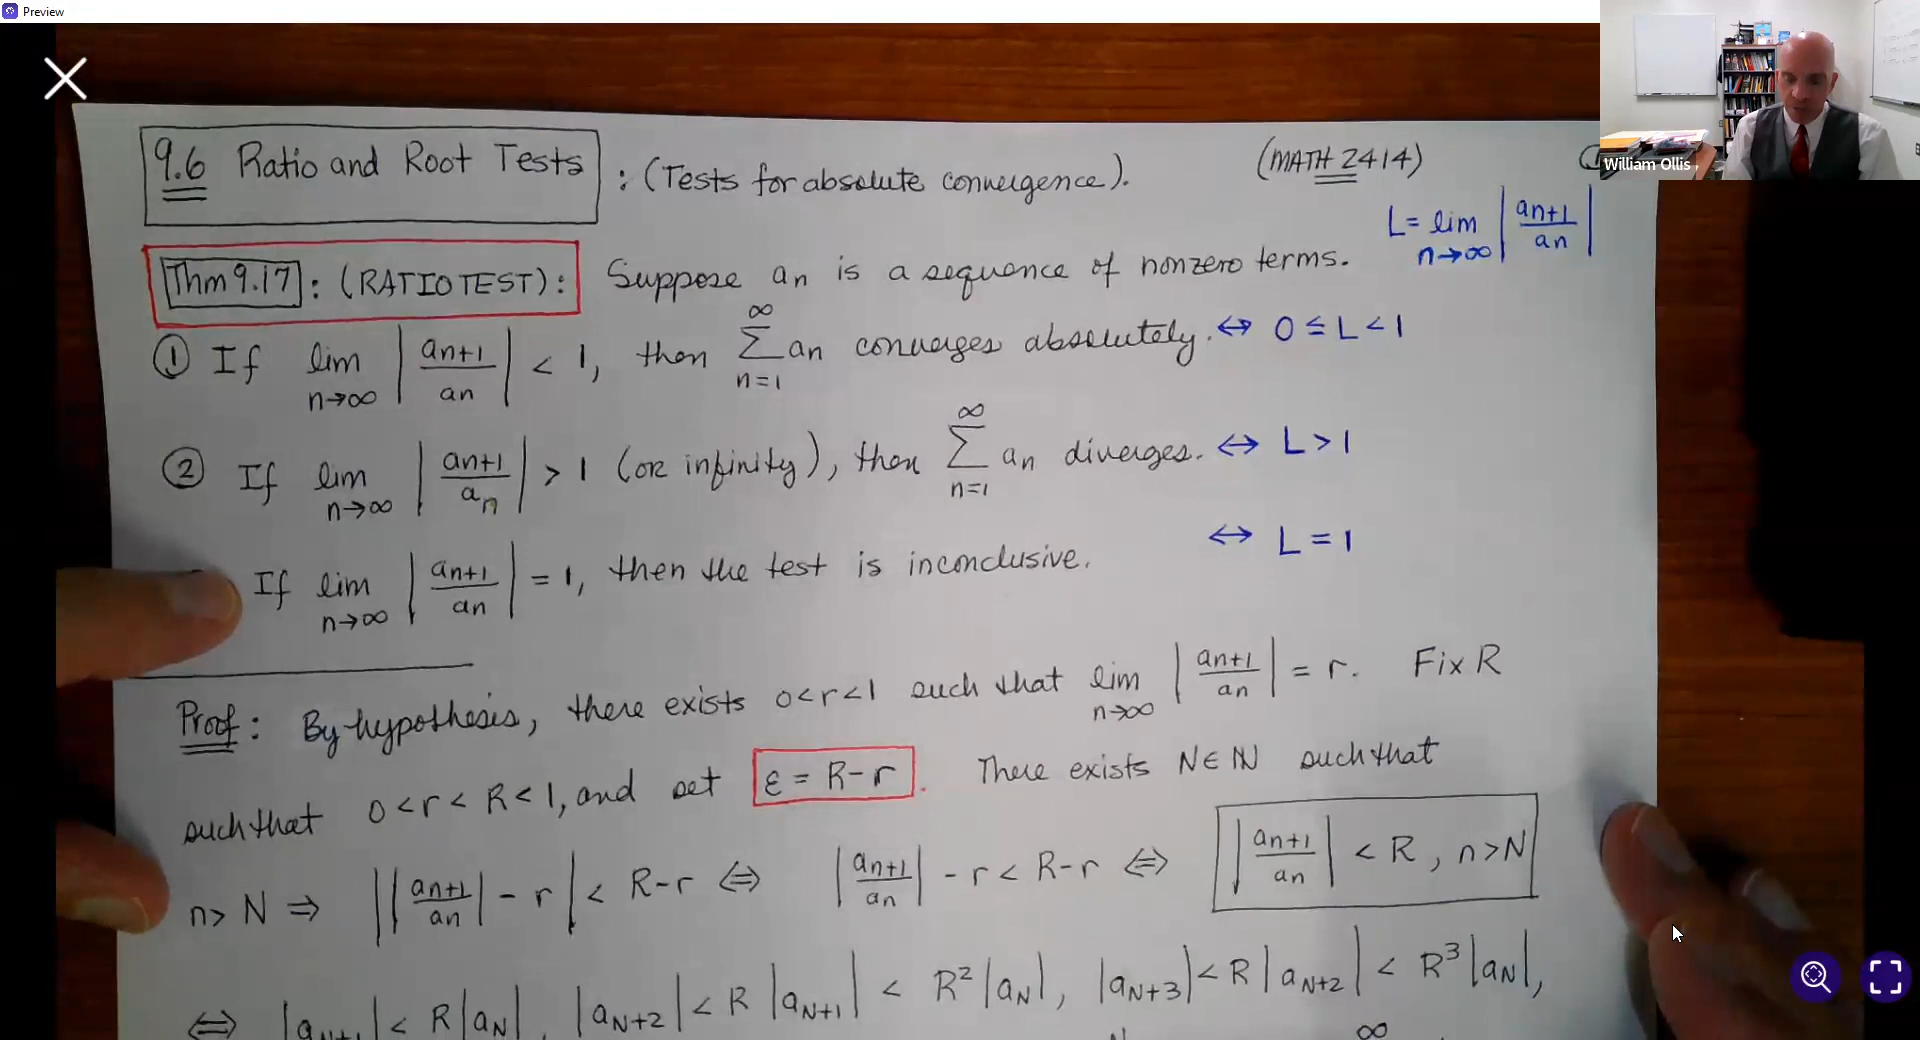 Preview
William Ollis
9.6 Ratio and Root Tests : (Tests for absolute convergence). (MATH 2414)
L = lim n→∞ | an+1 / an |
Thm 9.17 : (RATIO TEST) : Suppose an is a sequence of nonzero terms.
① If lim n→∞ | an+1 / an | < 1, then ∞ Σ n=1 an converges absolutely. ↔ 0 ≤ L < 1
② If lim n→∞ | an+1 / an | > 1 (or infinity), then ∞ Σ n=1 an diverges. ↔ L > 1
If lim n→∞ | an+1 / an | = 1, then the test is inconclusive. ↔ L = 1
Proof : By hypothesis, there exists 0<r<1 such that lim n→∞ | an+1 / an | = r. Fix R
such that 0 < r < R < 1, and set ε = R-r . There exists N∈ℕ such that
n > N ⇒ | | an+1 / an | - r | < R-r ⇔ | an+1 / an | - r < R-r ⇔ | an+1 / an | < R , n>N
⇔ |aN+1| < R |aN|, |aN+2| < R |aN+1| < R² |aN|, |aN+3| < R |aN+2| < R³ |aN|,
N ∞